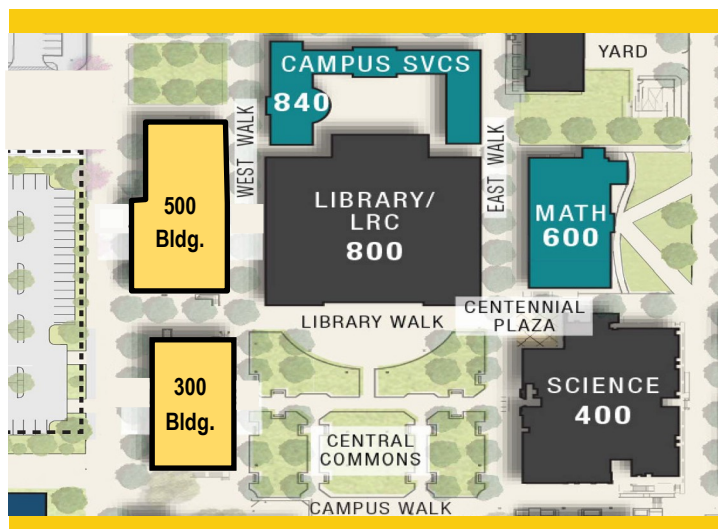 YARD
CAMPUS SVCS
840
WEST WALK
EAST WALK
500
Bldg.
LIBRARY/
LRC
800
MATH
600
CENTENNIAL
PLAZA
LIBRARY WALK
300
Bldg.
SCIENCE
400
CENTRAL
COMMONS
CAMPUS WALK